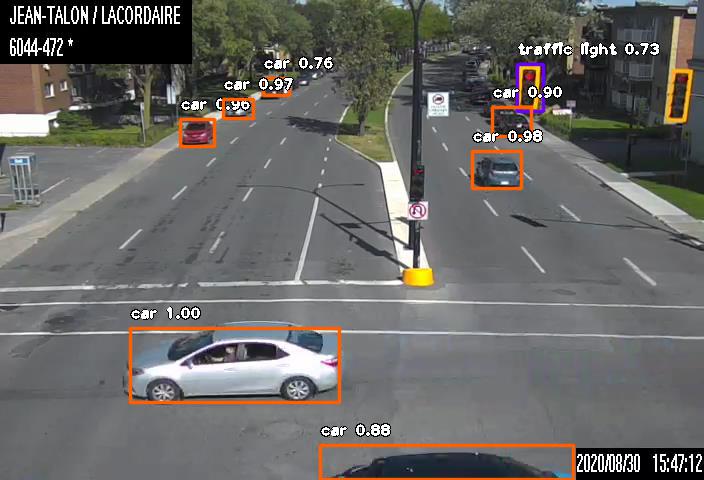 JEAN-TALON / LACORDAIRE
6044-472 *
car 0.76
traffic light 0.73
car 0.97
car 0.90
car 0.96
car 0.98
car 1.00
car 0.88
2020/08/30 15:47:12